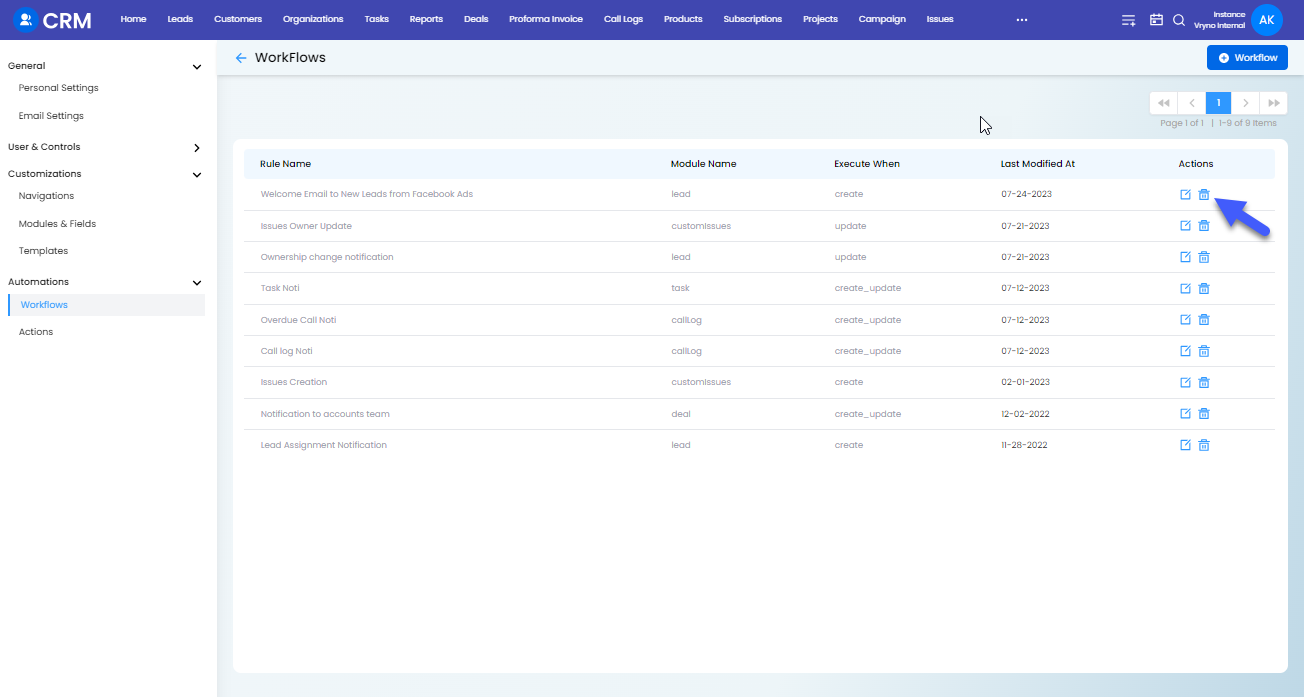 CRM
Home Leads Customers Organizations Tasks Reports Deals Proforma Invoice Call Logs Products Subscriptions Projects Campaign Issues ...
Instance
Vryno Internal
AK
General
Personal Settings
Email Settings
User & Controls
Customizations
Navigations
Modules & Fields
Templates
Automations
Workflows
Actions
WorkFlows
Workflow
1
Page 1 of 1 | 1-9 of 9 Items
Rule Name Module Name Execute When Last Modified At Actions
Welcome Email to New Leads from Facebook Ads lead create 07-24-2023
Issues Owner Update customIssues update 07-21-2023
Ownership change notification lead update 07-21-2023
Task Noti task create_update 07-12-2023
Overdue Call Noti callLog create_update 07-12-2023
Call log Noti callLog create_update 07-12-2023
Issues Creation customIssues create 02-01-2023
Notification to accounts team deal create_update 12-02-2022
Lead Assignment Notification lead create 11-28-2022